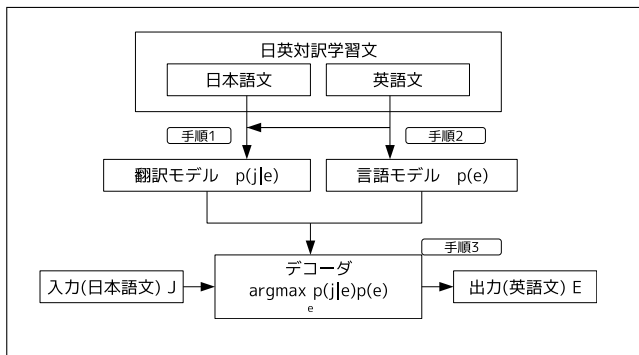 日英対訳学習文
日本語文
英語文
手順1
手順2
翻訳モデル p(j|e)
言語モデル p(e)
手順3
デコーダ
入力(日本語文) J
argmax p(j|e)p(e)
e
出力(英語文) E